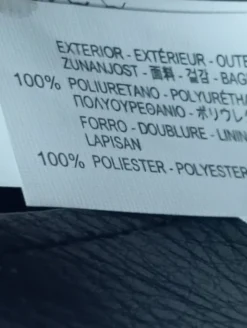 EXTERIOR - EXTÉRIEUR - OUTE
ZUNANJOST - 面料 - 겉감 - BAG
100% POLIURETANO - POLYURÉTHA
ΠΟΛΥΟΥΡΕΘΑΝΙΟ - ポリウレ
FORRO - DOUBLURE - LININ
LAPISAN
100% POLIESTER - POLYESTER